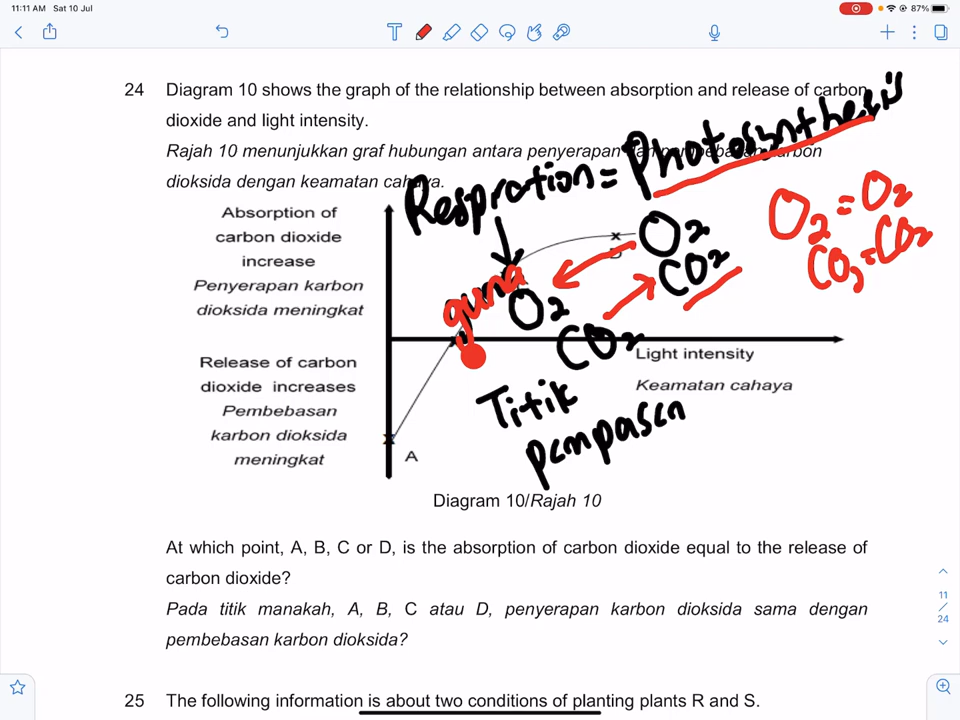 11:11 AM Sat 10 Jul
87%
24 Diagram 10 shows the graph of the relationship between absorption and release of carbon
dioxide and light intensity.
Rajah 10 menunjukkan graf hubungan antara penyerapan dan pembebasan karbon
dioksida dengan keamatan cahaya.
Respration = Photosynthesis
Absorption of
carbon dioxide
increase
Penyerapan karbon
dioksida meningkat
O2 = O2
CO2 = CO2
O2
CO2
guna
O2
CO2
Release of carbon
dioxide increases
Pembebasan
karbon dioksida
meningkat
Light intensity
Keamatan cahaya
Titik
pampasan
A
Diagram 10/Rajah 10
At which point, A, B, C or D, is the absorption of carbon dioxide equal to the release of
carbon dioxide?
Pada titik manakah, A, B, C atau D, penyerapan karbon dioksida sama dengan
pembebasan karbon dioksida?
11
/
24
25 The following information is about two conditions of planting plants R and S.